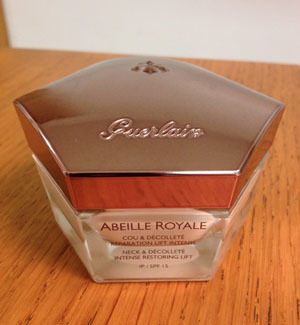 Guerlain
ABEILLE ROYALE
COU & DÉCOLLETÉ
RÉPARATION LIFT INTENSE
NECK & DÉCOLLETÉ
INTENSE RESTORING LIFT
IP / SPF 15